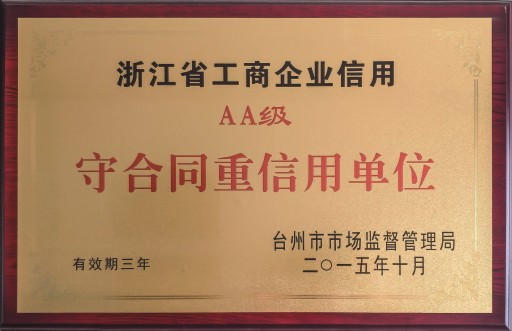 浙江省工商企业信用
AA级
守合同重信用单位
台州市市场监督管理局
有效期三年
二〇一五年十月